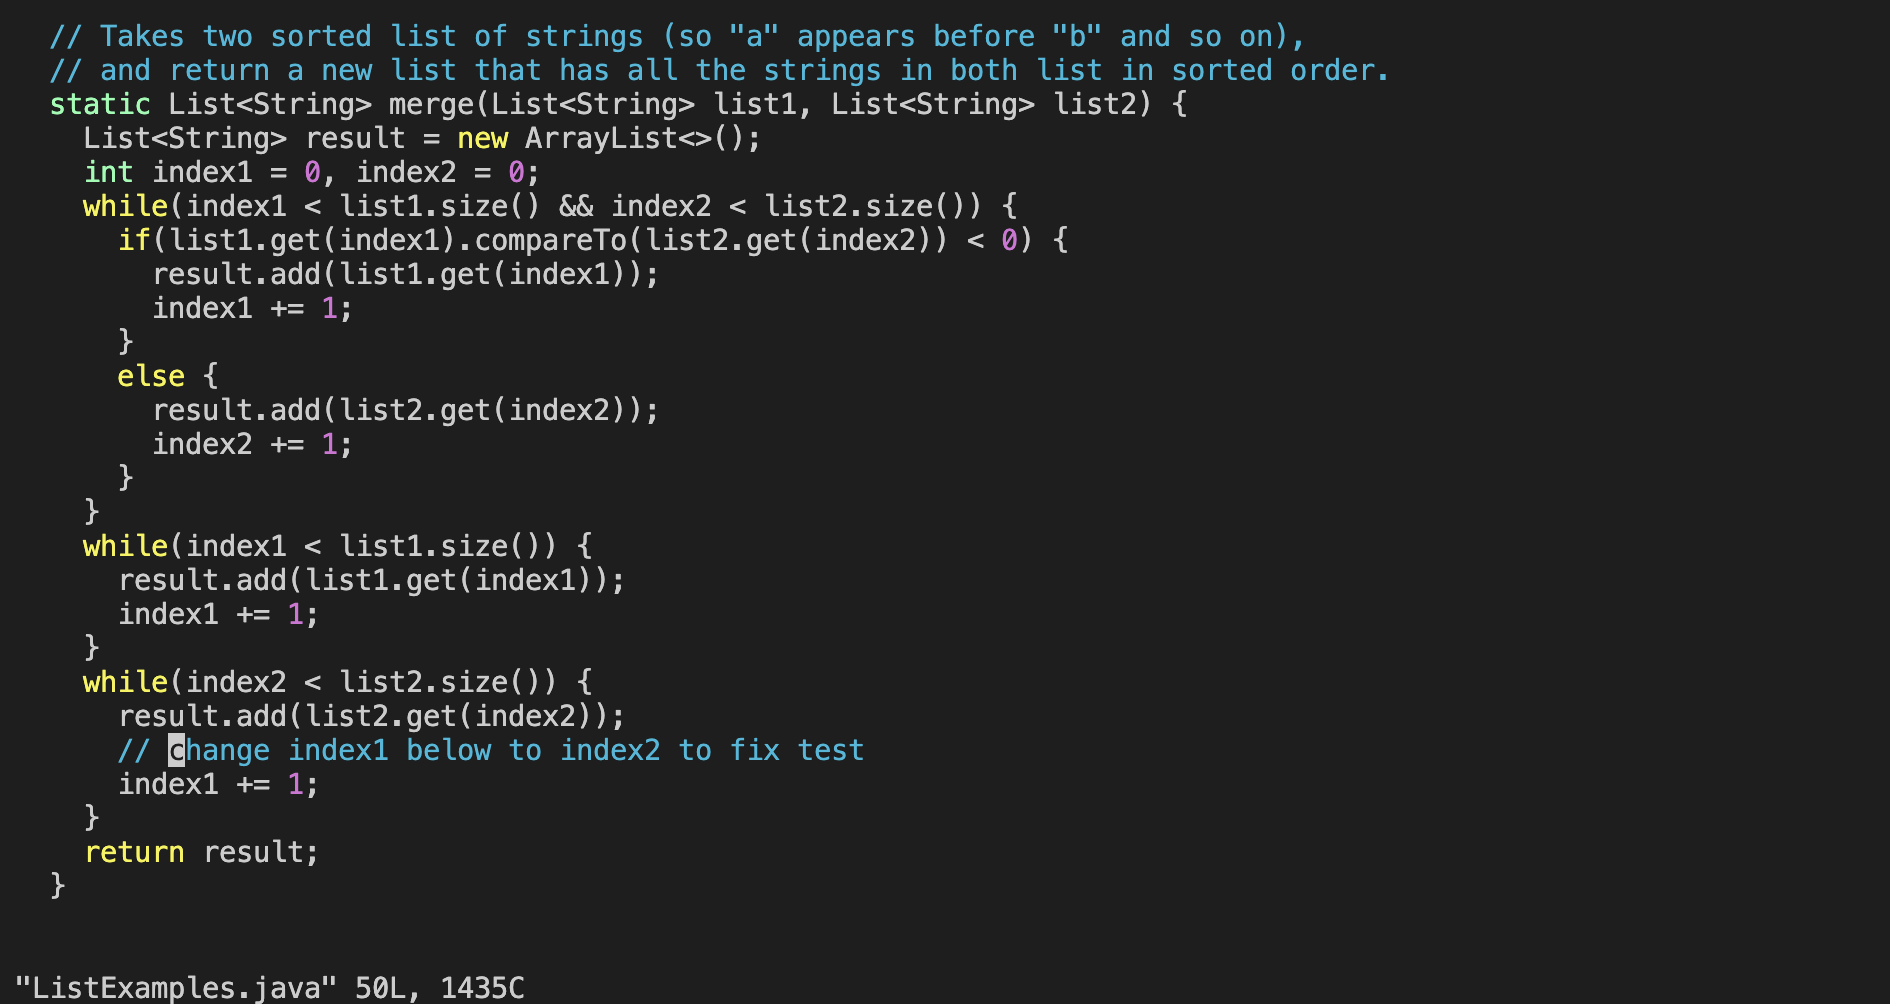 // Takes two sorted list of strings (so "a" appears before "b" and so on),
// and return a new list that has all the strings in both list in sorted order.
static List<String> merge(List<String> list1, List<String> list2) {
List<String> result = new ArrayList<>();
int index1 = 0, index2 = 0;
while(index1 < list1.size() && index2 < list2.size()) {
if(list1.get(index1).compareTo(list2.get(index2)) < 0) {
result.add(list1.get(index1));
index1 += 1;
}
else {
result.add(list2.get(index2));
index2 += 1;
}
}
while(index1 < list1.size()) {
result.add(list1.get(index1));
index1 += 1;
}
while(index2 < list2.size()) {
result.add(list2.get(index2));
// change index1 below to index2 to fix test
index1 += 1;
}
return result;
}
"ListExamples.java" 50L, 1435C